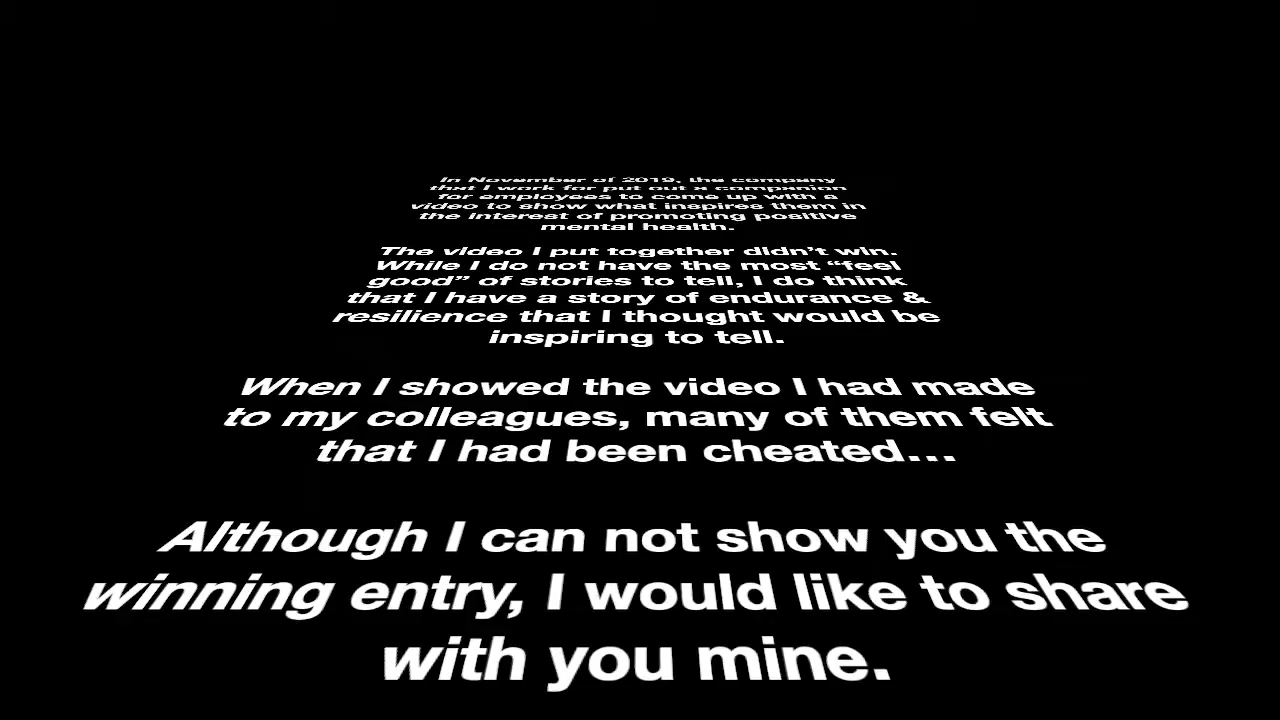 In November of 2019, the company
that I work for put out a companion
for employees to come up with a
video to show what inspires them in
the interest of promoting positive
mental health.
The video I put together didn’t win.
While I do not have the most “feel
good” of stories to tell, I do think
that I have a story of endurance &
resilience that I thought would be
inspiring to tell.
When I showed the video I had made
to my colleagues, many of them felt
that I had been cheated...
Although I can not show you the
winning entry, I would like to share
with you mine.